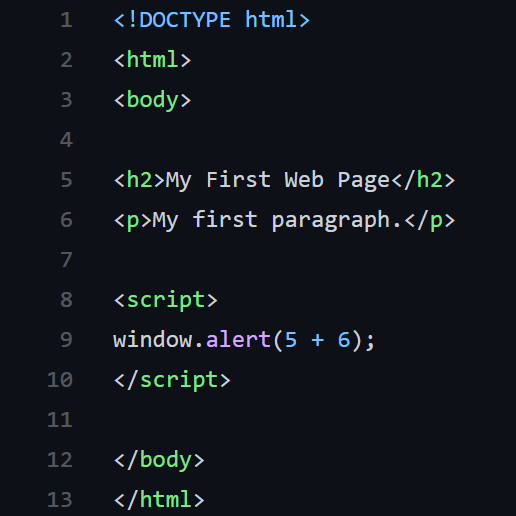 1 <!DOCTYPE html>
2 <html>
3 <body>
4
5 <h2>My First Web Page</h2>
6 <p>My first paragraph.</p>
7
8 <script>
9 window.alert(5 + 6);
10 </script>
11
12 </body>
13 </html>